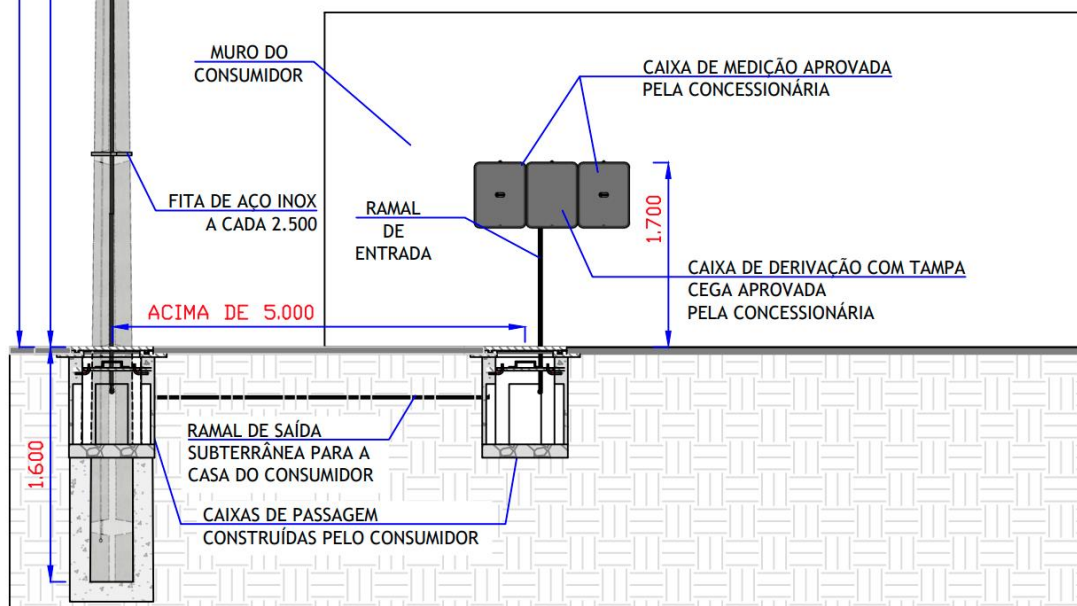 MURO DO
CONSUMIDOR
CAIXA DE MEDIÇÃO APROVADA
PELA CONCESSIONÁRIA
FITA DE AÇO INOX
A CADA 2.500
RAMAL
DE
ENTRADA
1.700
CAIXA DE DERIVAÇÃO COM TAMPA
CEGA APROVADA
PELA CONCESSIONÁRIA
ACIMA DE 5.000
RAMAL DE SAÍDA
SUBTERRÂNEA PARA A
CASA DO CONSUMIDOR
1.600
CAIXAS DE PASSAGEM
CONSTRUÍDAS PELO CONSUMIDOR